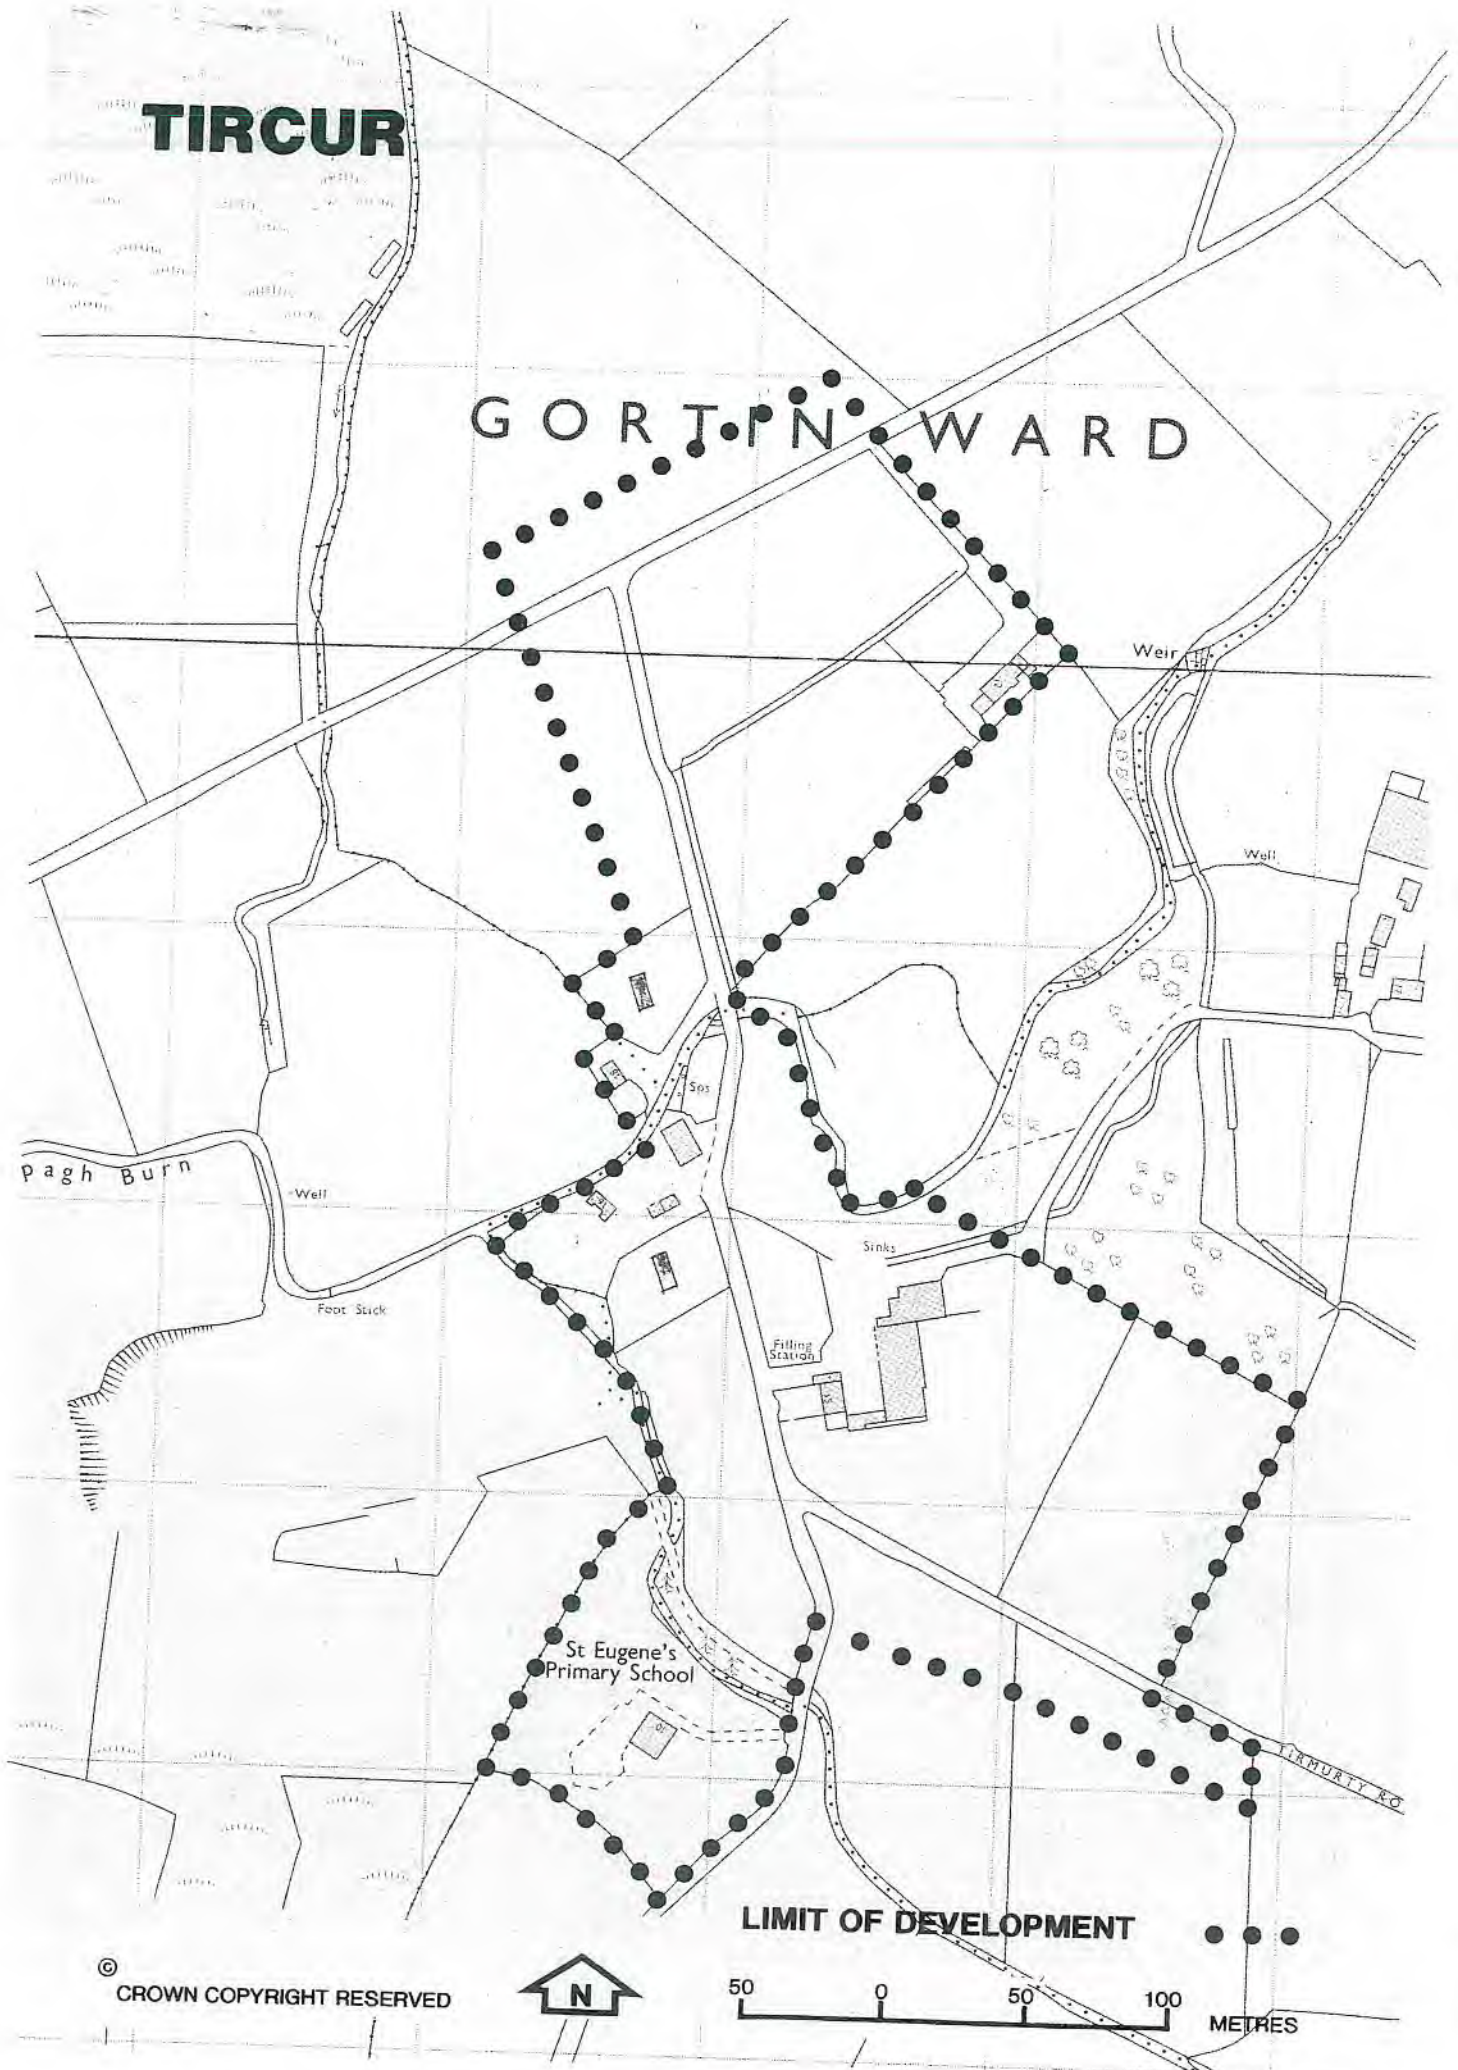 TIRCUR
GORTIN WARD
Weir
Well
Sps
pagh Burn
Well
Sinks
Foot Stick
Filling
Station
St Eugene's
Primary School
TIRMURTY RO
LIMIT OF DEVELOPMENT
©
CROWN COPYRIGHT RESERVED
N
50 0 50 100
METRES